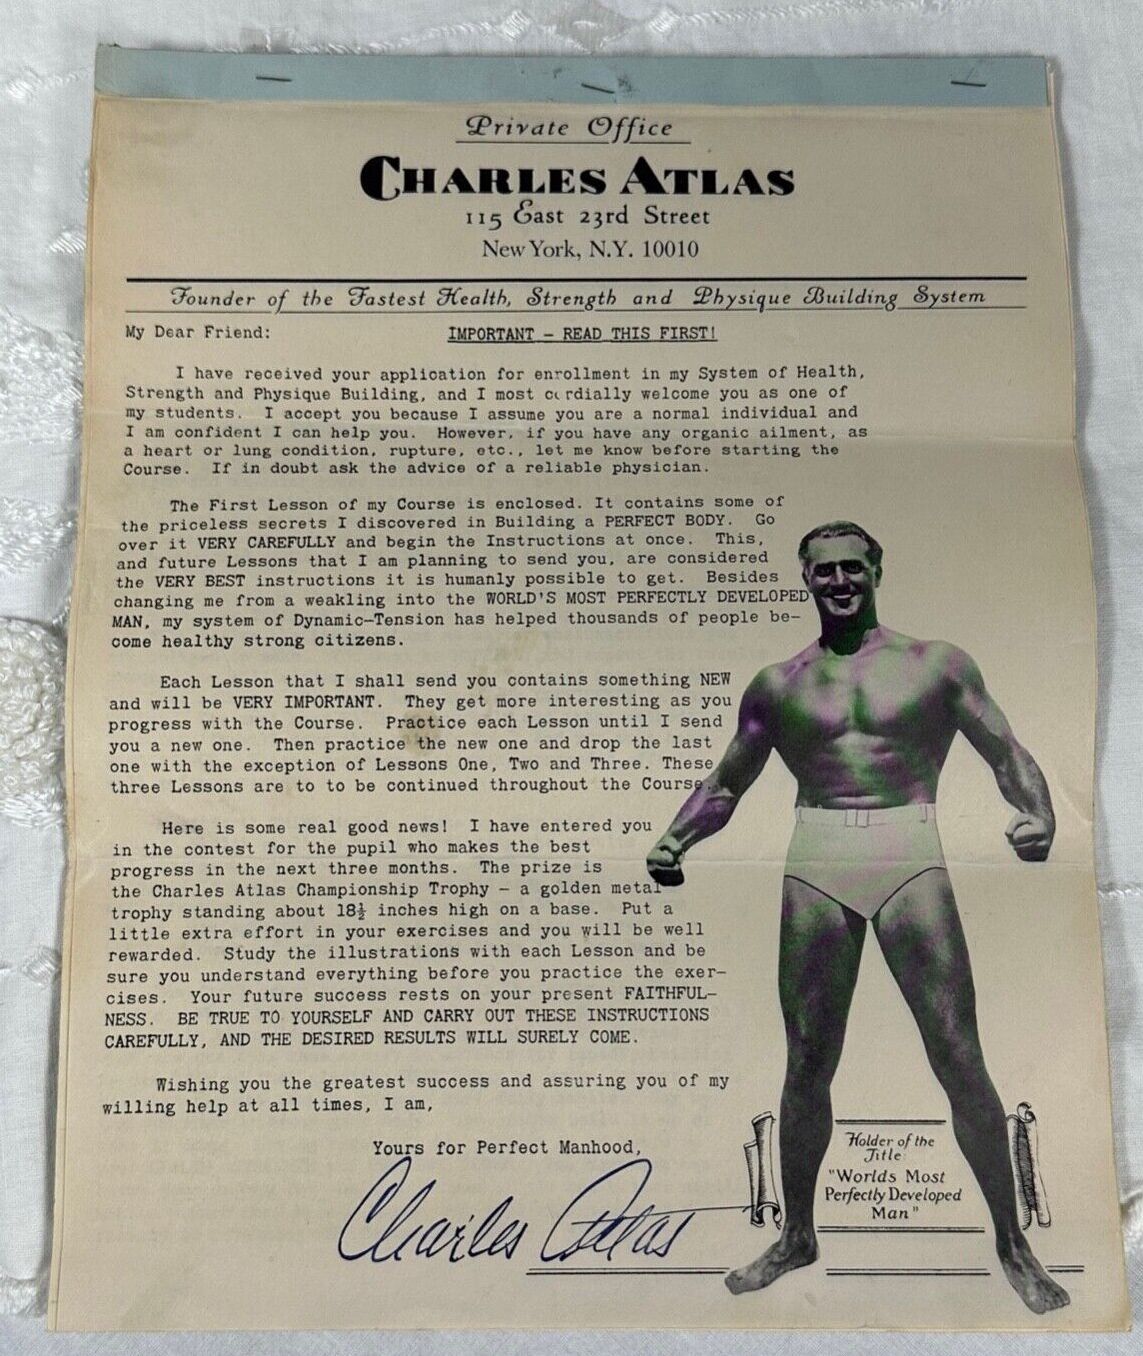 Private Office
CHARLES ATLAS
115 East 23rd Street
New York, N.Y. 10010
Founder of the Fastest Health, Strength and Physique Building System
My Dear Friend: IMPORTANT - READ THIS FIRST!
I have received your application for enrollment in my System of Health,
Strength and Physique Building, and I most cordially welcome you as one of
my students. I accept you because I assume you are a normal individual and
I am confident I can help you. However, if you have any organic ailment, as
a heart or lung condition, rupture, etc., let me know before starting the
Course. If in doubt ask the advice of a reliable physician.
The First Lesson of my Course is enclosed. It contains some of
the priceless secrets I discovered in Building a PERFECT BODY. Go
over it VERY CAREFULLY and begin the Instructions at once. This,
and future Lessons that I am planning to send you, are considered
the VERY BEST instructions it is humanly possible to get. Besides
changing me from a weakling into the WORLD'S MOST PERFECTLY DEVELOPED
MAN, my system of Dynamic-Tension has helped thousands of people be-
come healthy strong citizens.
Each Lesson that I shall send you contains something NEW
and will be VERY IMPORTANT. They get more interesting as you
progress with the Course. Practice each Lesson until I send
you a new one. Then practice the new one and drop the last
one with the exception of Lessons One, Two and Three. These
three Lessons are to to be continued throughout the Course.
Here is some real good news! I have entered you
in the contest for the pupil who makes the best
progress in the next three months. The prize is
the Charles Atlas Championship Trophy - a golden metal
trophy standing about 18½ inches high on a base. Put a
little extra effort in your exercises and you will be well
rewarded. Study the illustrations with each Lesson and be
sure you understand everything before you practice the exer-
cises. Your future success rests on your present FAITHFUL-
NESS. BE TRUE TO YOURSELF AND CARRY OUT THESE INSTRUCTIONS
CAREFULLY, AND THE DESIRED RESULTS WILL SURELY COME.
Wishing you the greatest success and assuring you of my
willing help at all times, I am,
Yours for Perfect Manhood,
Charles Atlas
Holder of the
Title:
"Worlds Most
Perfectly Developed
Man"